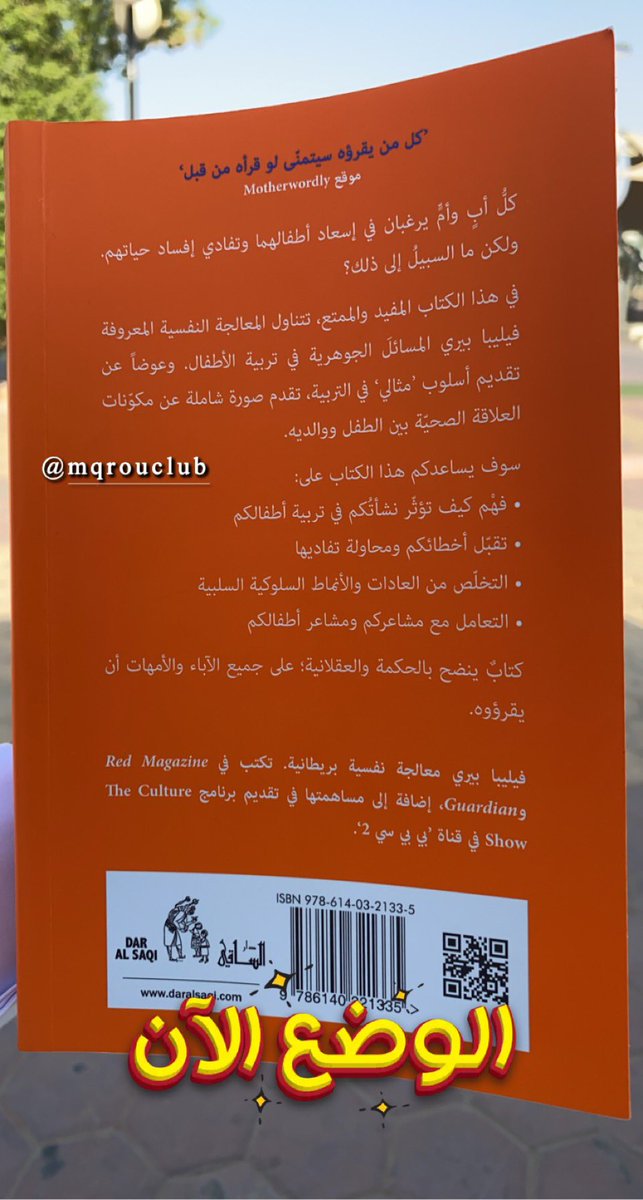 'كل من يقرؤه سيتمنّى لو قرأه من قبل'
موقع Motherwordly
كلُّ أبٍ وأمٍّ يرغبان في إسعاد أطفالهما وتفادي إفساد حياتهم.
ولكن ما السبيلُ إلى ذلك؟
في هذا الكتاب المفيد والممتع، تتناول المعالجة النفسية المعروفة
فيليبا بيري المسائلَ الجوهرية في تربية الأطفال. وعوضاً عن
تقديم أسلوب 'مثالي' في التربية، تقدم صورة شاملة عن مكوّنات
العلاقة الصحيّة بين الطفل ووالديه.
@mqrouclub
سوف يساعدكم هذا الكتاب على:
• فهْم كيف تؤثّر نشأتُكم في تربية أطفالكم
• تقبّل أخطائكم ومحاولة تفاديها
• التخلّص من العادات والأنماط السلوكية السلبية
• التعامل مع مشاعركم ومشاعر أطفالكم
كتابٌ ينضح بالحكمة والعقلانية؛ على جميع الآباء والأمهات أن
يقرؤوه.
فيليبا بيري معالجة نفسية بريطانية. تكتب في Red Magazine
وGuardian، إضافة إلى مساهمتها في تقديم برنامج The Culture
Show في قناة 'بي بي سي 2'.
ISBN 978-614-03-2133-5
DAR
AL SAQI
دار الساقي
www.daralsaqi.com
9 786140 321335 >
الوضع الآن